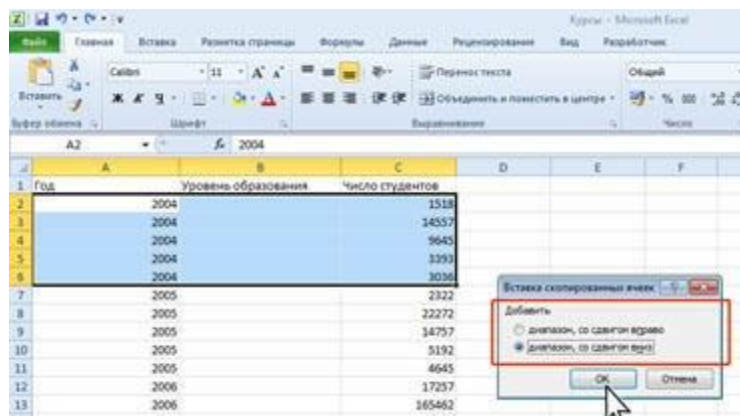 Курсы - Microsoft Excel
Файл Главная Вставка Разметка страницы Формулы Данные Рецензирование Вид Разработчик
Calibri 11 Перенос текста Общий
Вставить Ж К Ч Объединить и поместить в центре % 000
Буфер обмена Шрифт Выравнивание Число
A2 fx 2004
A B C D E F
1 Год Уровень образования Число студентов
2 2004 1518
3 2004 14557
4 2004 9645
5 2004 3393
6 2004 3036
7 2005 2322
8 2005 22272
9 2005 14757
10 2005 5192
11 2005 4645
12 2006 17257
13 2006 165462
Вставка скопированных ячеек
Добавить
диапазон, со сдвигом вправо
диапазон, со сдвигом вниз
ОК Отмена